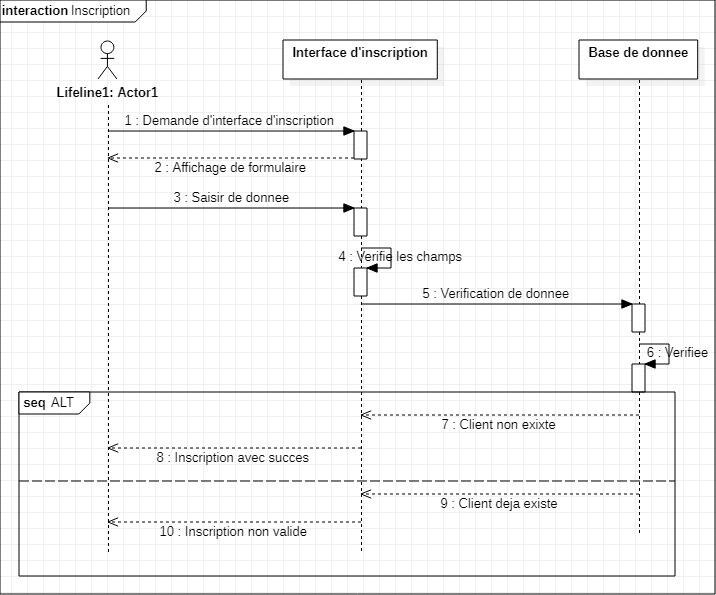 interaction Inscription
Interface d'inscription
Base de donnee
Lifeline1: Actor1
1 : Demande d'interface d'inscription
2 : Affichage de formulaire
3 : Saisir de donnee
4 : Verifie les champs
5 : Verification de donnee
6 : Verifiee
seq ALT
7 : Client non exixte
8 : Inscription avec succes
9 : Client deja existe
10 : Inscription non valide